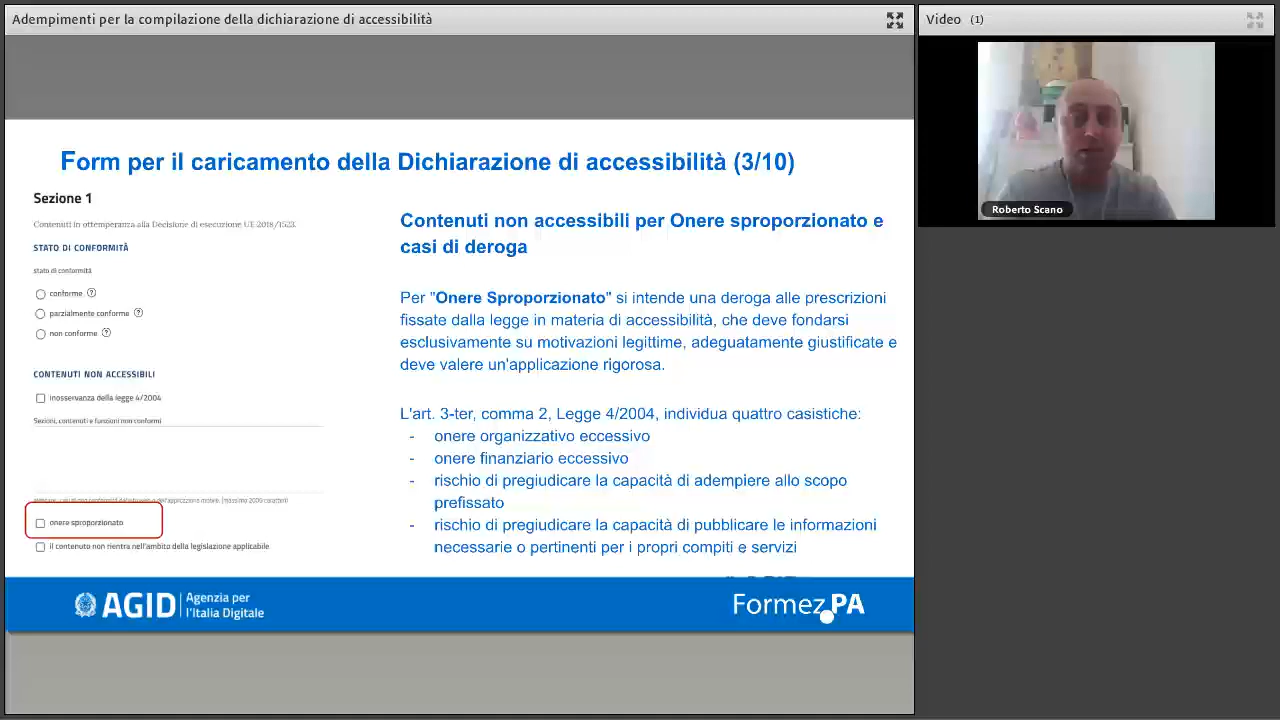 Adempimenti per la compilazione della dichiarazione di accessibilità
Video (1)
Roberto Scano
Form per il caricamento della Dichiarazione di accessibilità (3/10)
Sezione 1
Contenuti in ottemperanza alla Decisione di esecuzione UE 2018/1523.
STATO DI CONFORMITÀ
stato di conformità
conforme ?
parzialmente conforme ?
non conforme ?
CONTENUTI NON ACCESSIBILI
inosservanza della legge 4/2004
Sezioni, contenuti e funzioni non conformi
(massimo 2000 caratteri)
onere sproporzionato
il contenuto non rientra nell'ambito della legislazione applicabile
Contenuti non accessibili per Onere sproporzionato e
casi di deroga
Per "Onere Sproporzionato" si intende una deroga alle prescrizioni
fissate dalla legge in materia di accessibilità, che deve fondarsi
esclusivamente su motivazioni legittime, adeguatamente giustificate e
deve valere un'applicazione rigorosa.
L'art. 3-ter, comma 2, Legge 4/2004, individua quattro casistiche:
- onere organizzativo eccessivo
- onere finanziario eccessivo
- rischio di pregiudicare la capacità di adempiere allo scopo
prefissato
- rischio di pregiudicare la capacità di pubblicare le informazioni
necessarie o pertinenti per i propri compiti e servizi
AGID Agenzia per
l'Italia Digitale
Formez PA